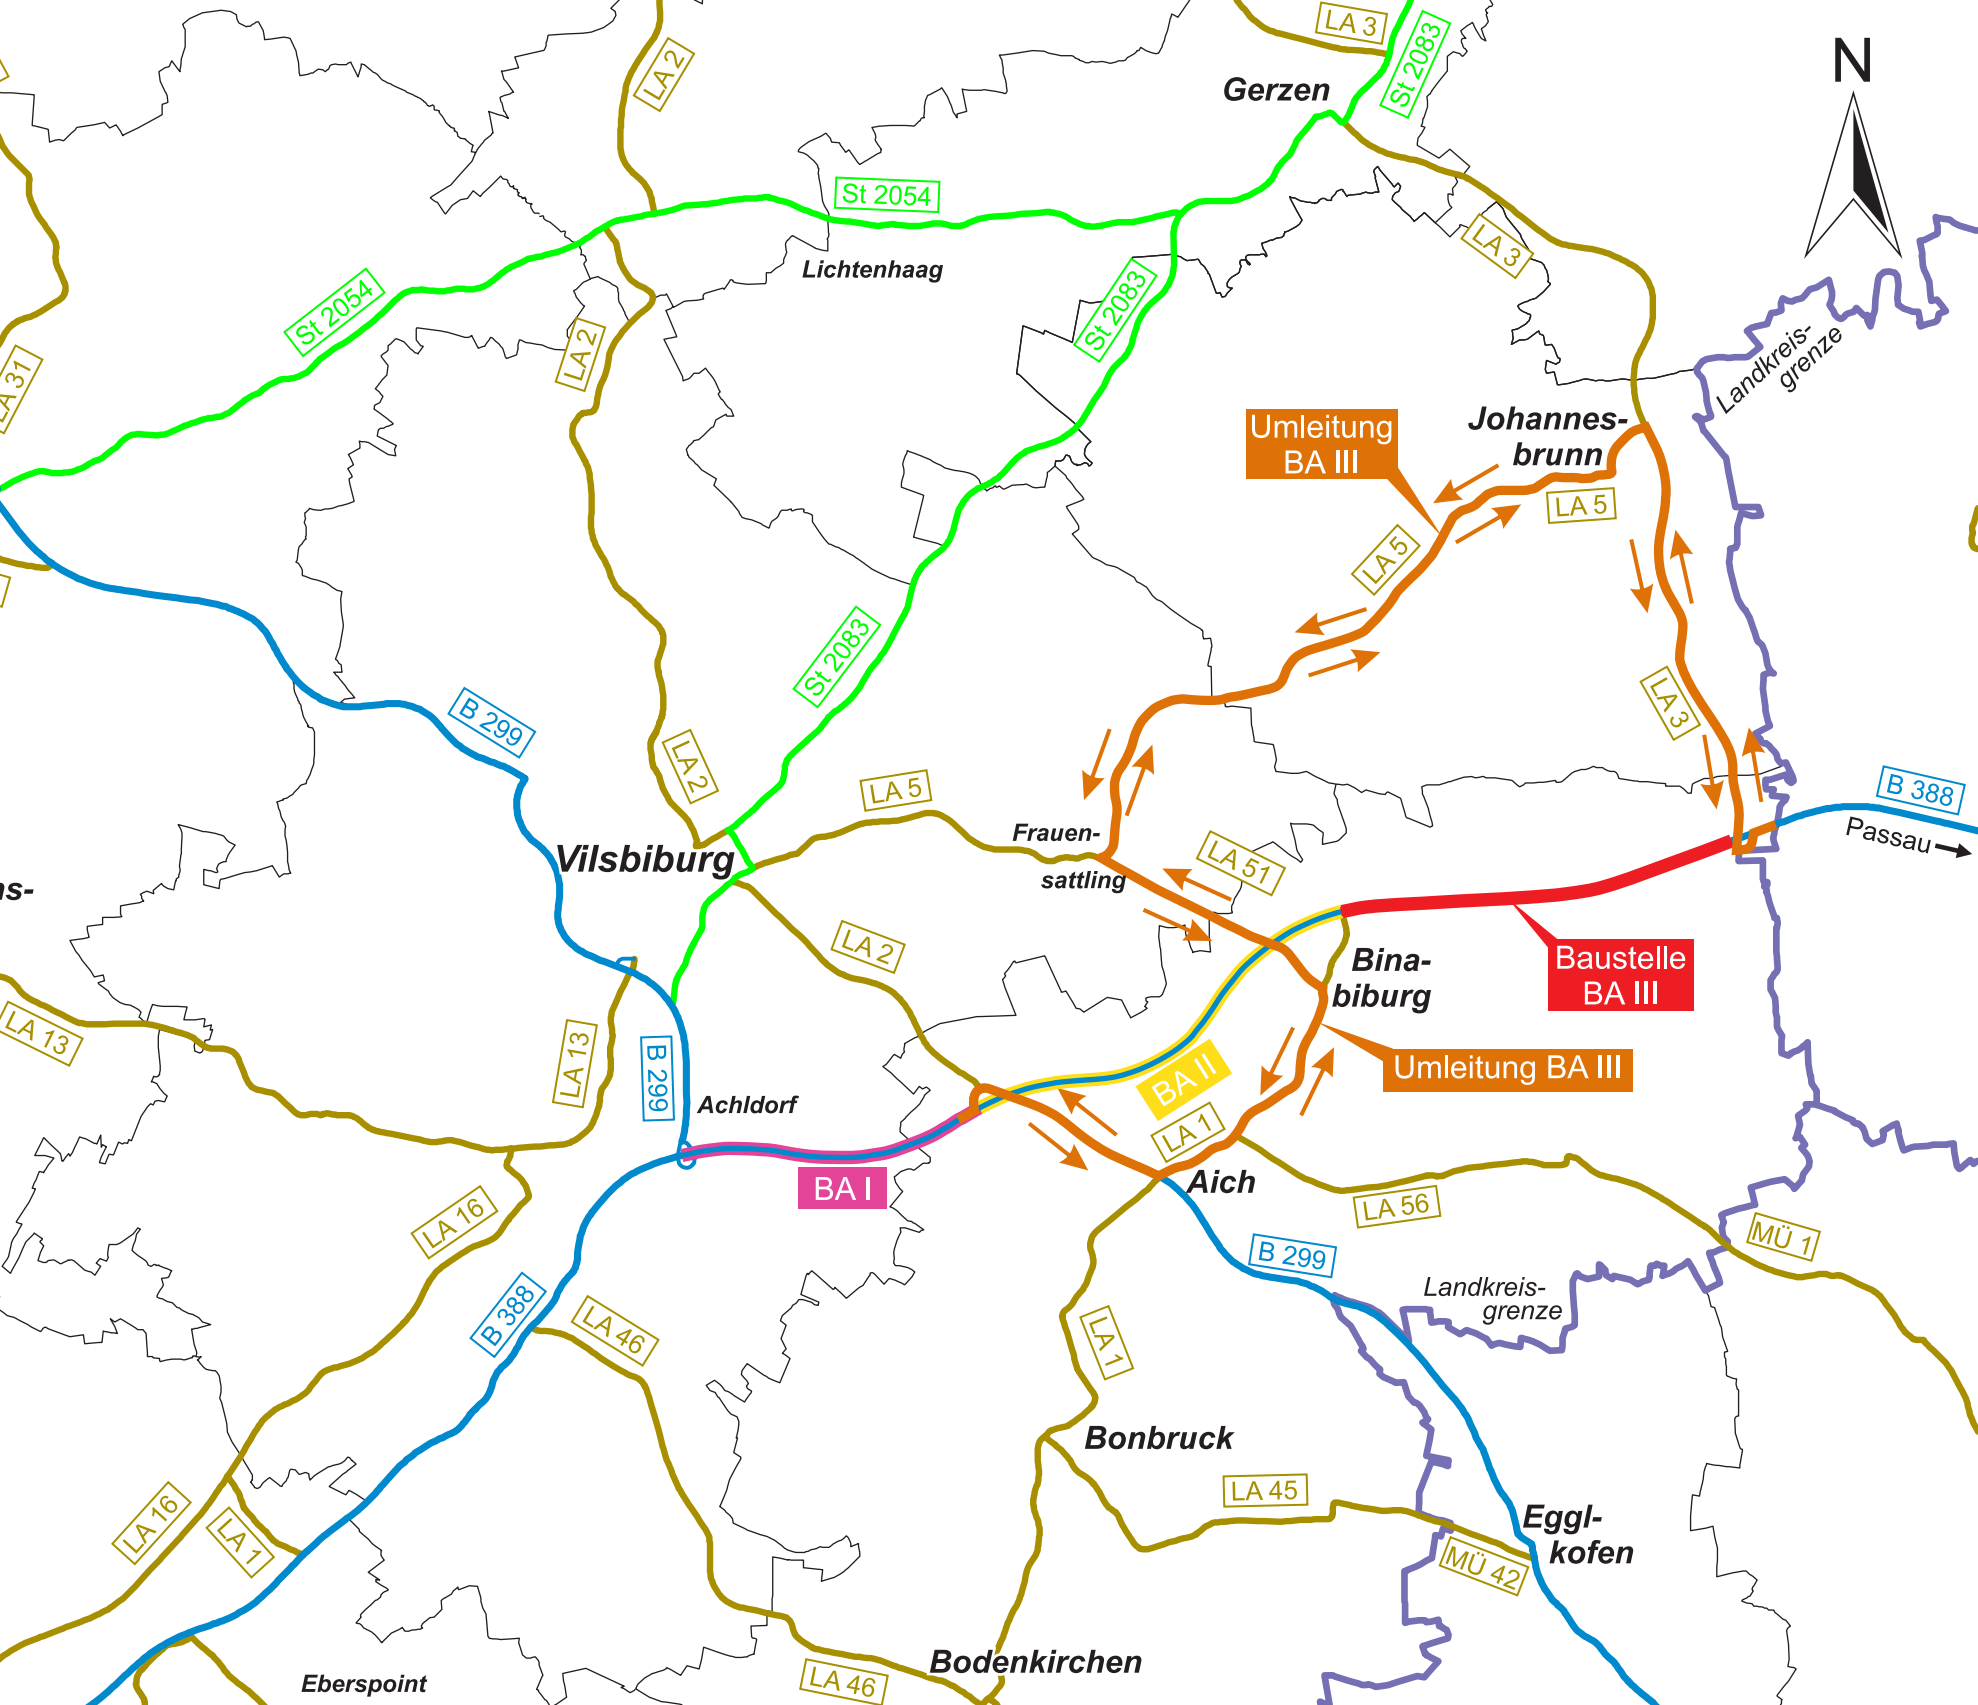 LA 3
St 2083
N
LA 2
Gerzen
St 2054
LA 3
Lichtenhaag
St 2054
St 2083
LA 2
LA 31
Landkreis-
grenze
Umleitung
BA III
Johannes-
brunn
LA 5
LA 5
St 2083
LA 3
B 299
LA 2
LA 5
B 388
Passau
Frauen-
sattling
LA 51
Vilsbiburg
ns-
LA 2
Baustelle
BA III
Bina-
biburg
LA 13
LA 13
B 299
Umleitung BA III
BA II
Achldorf
LA 1
BA I
Aich
LA 56
LA 16
MÜ 1
B 299
Landkreis-
grenze
B 388
LA 46
LA 1
Bonbruck
LA 45
LA 16
LA 1
Eggl-
kofen
MÜ 42
Bodenkirchen
LA 46
Eberspoint